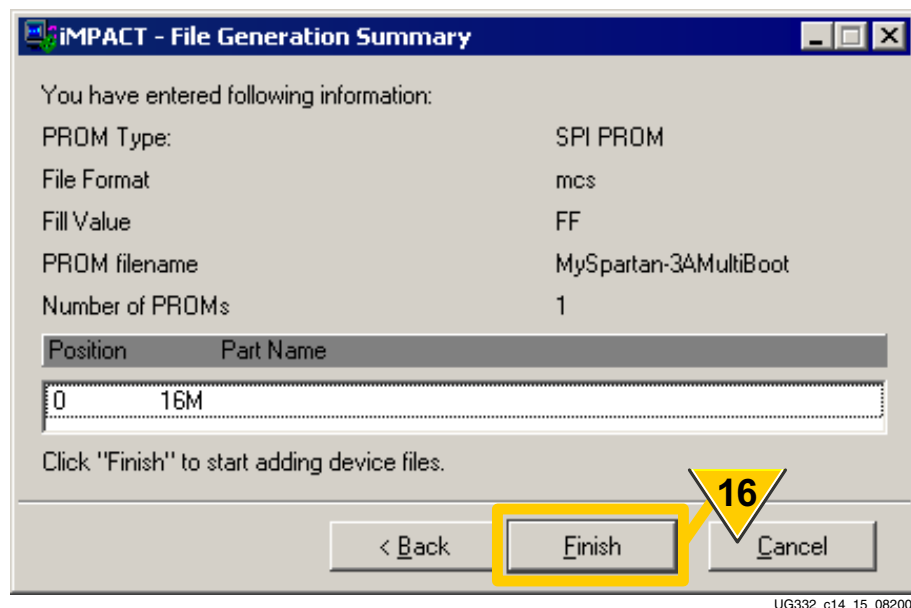 iMPACT - File Generation Summary
You have entered following information:
PROM Type: SPI PROM
File Format mcs
Fill Value FF
PROM filename MySpartan-3AMultiBoot
Number of PROMs 1
Position Part Name
0 16M
Click "Finish" to start adding device files.
16
< Back Finish Cancel
UG332_c14_15_08200